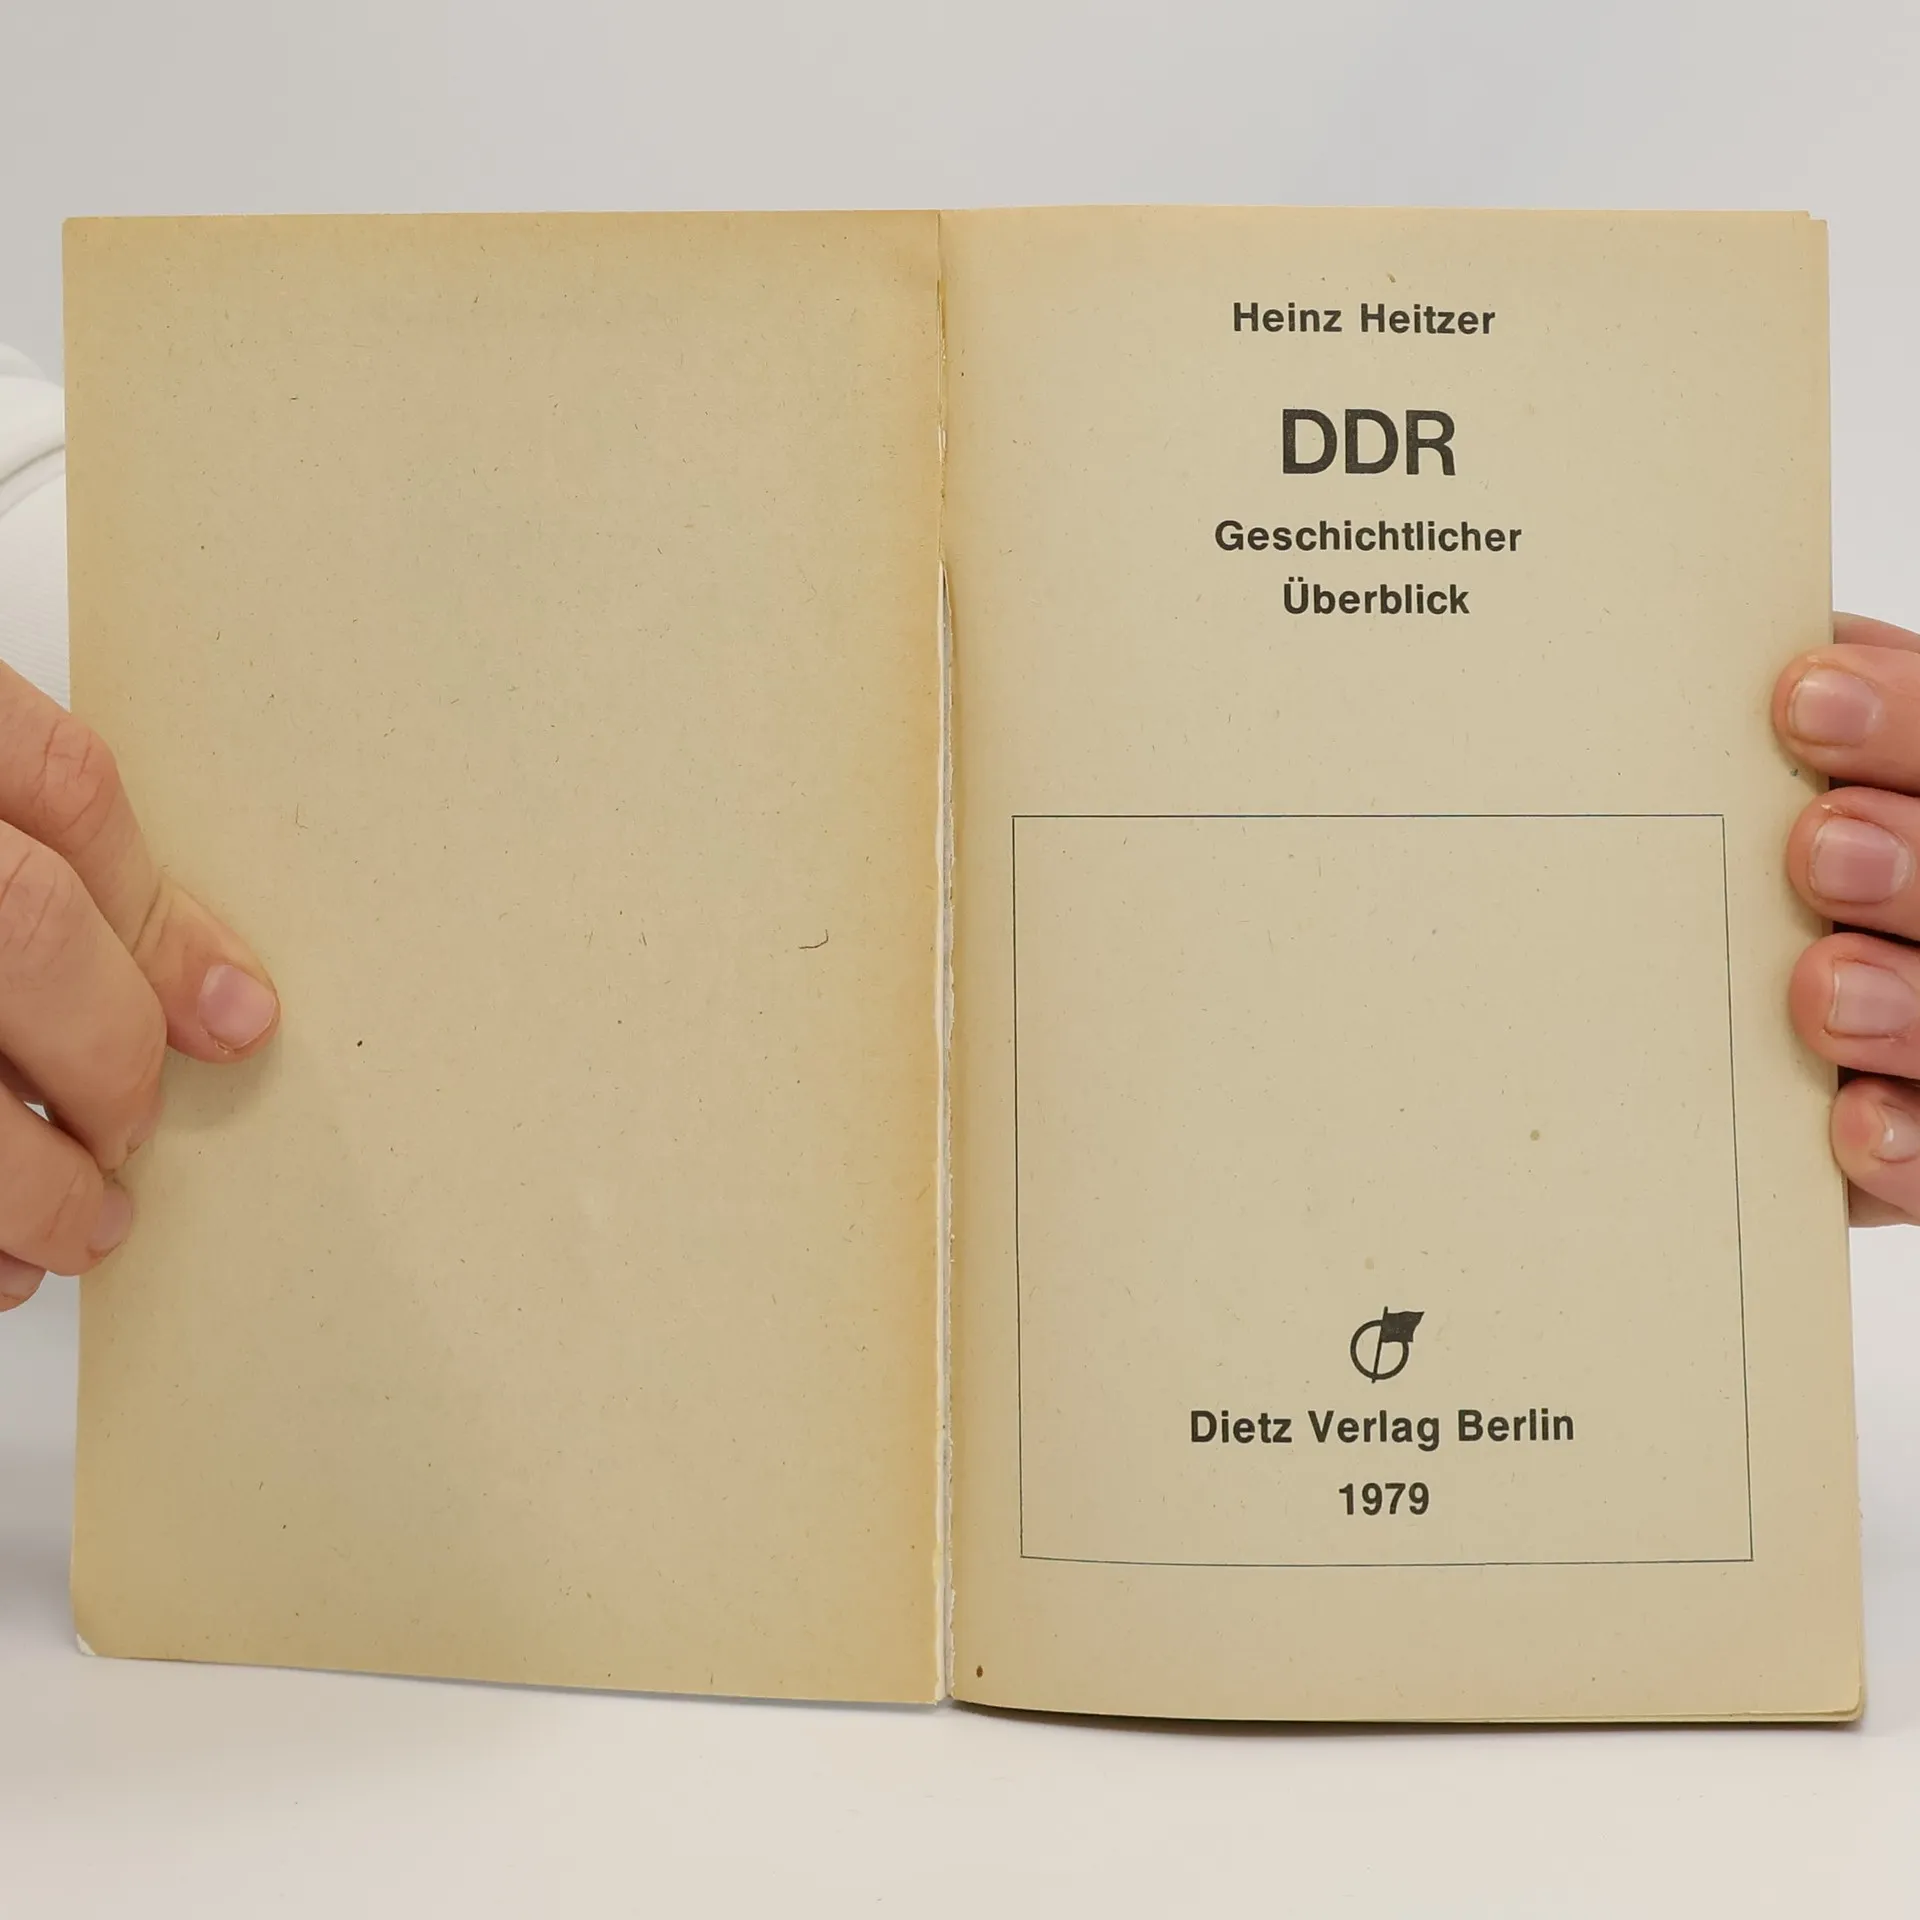 Heinz Heitzer
DDR
Geschichtlicher
Überblick
Dietz Verlag Berlin
1979